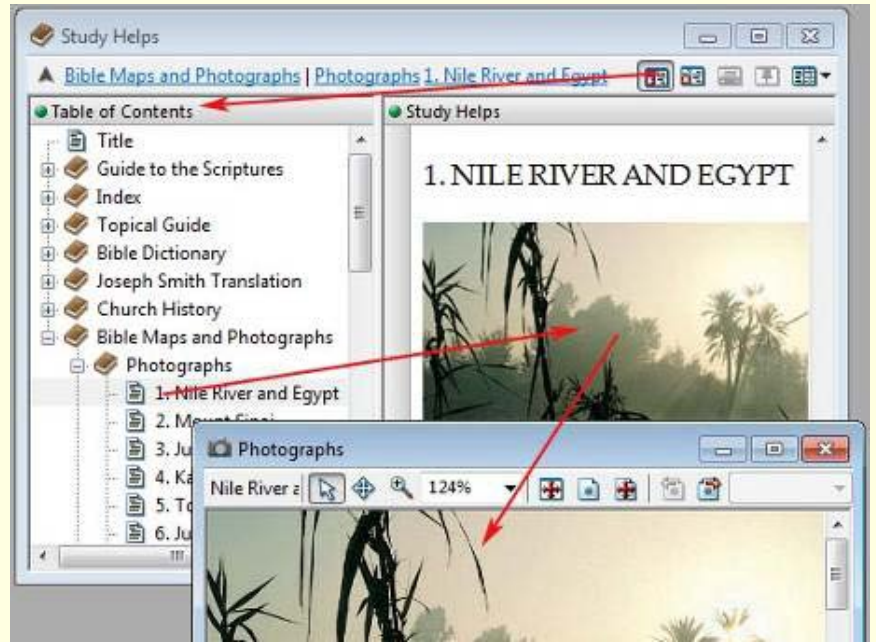 Study Helps
Bible Maps and Photographs | Photographs 1. Nile River and Egypt
Table of Contents
Title
Guide to the Scriptures
Index
Topical Guide
Bible Dictionary
Joseph Smith Translation
Church History
Bible Maps and Photographs
Photographs
1. Nile River and Egypt
2. Mount Sinai
3. Ju
4. Ka
5. To
6. Ju
Study Helps
1. NILE RIVER AND EGYPT
Photographs
Nile River a
124%